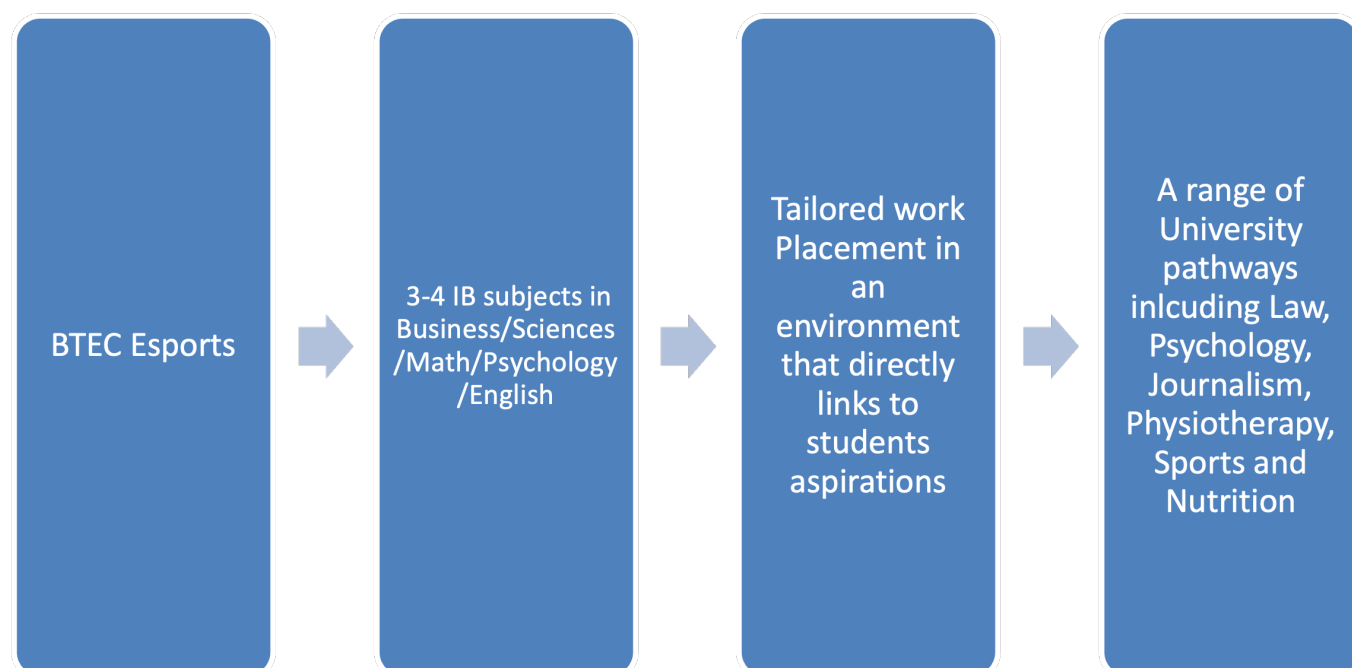 BTEC Esports
3-4 IB subjects in
Business/Sciences
/Math/Psychology
/English
Tailored work
Placement in
an
environment
that directly
links to
students
aspirations
A range of
University
pathways
inlcuding Law,
Psychology,
Journalism,
Physiotherapy,
Sports and
Nutrition